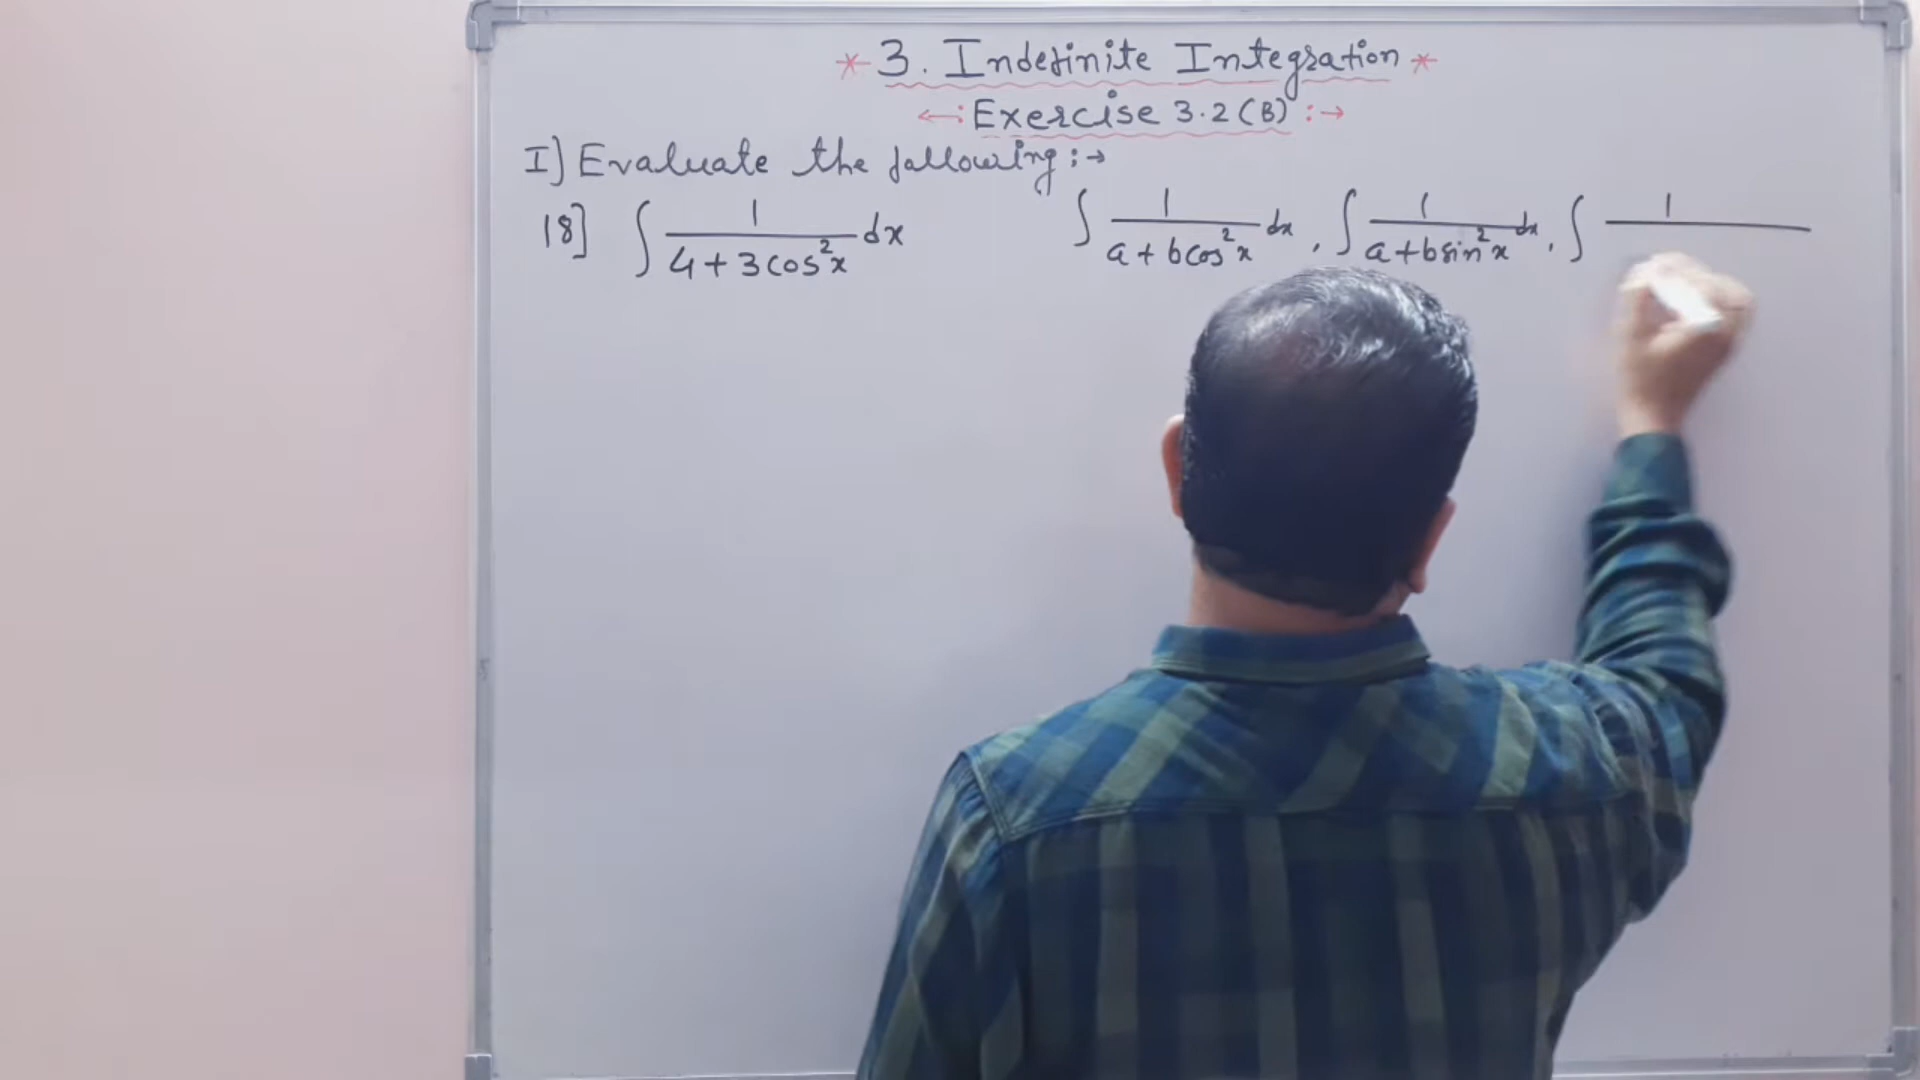 * 3. Indefinite Integration *
←: Exercise 3.2 (B) :→
I] Evaluate the following :→
18] ∫ 1/(4+3cos²x) dx   ∫ 1/(a+bcos²x) dx, ∫ 1/(a+bsin²x) dx, ∫ 1/